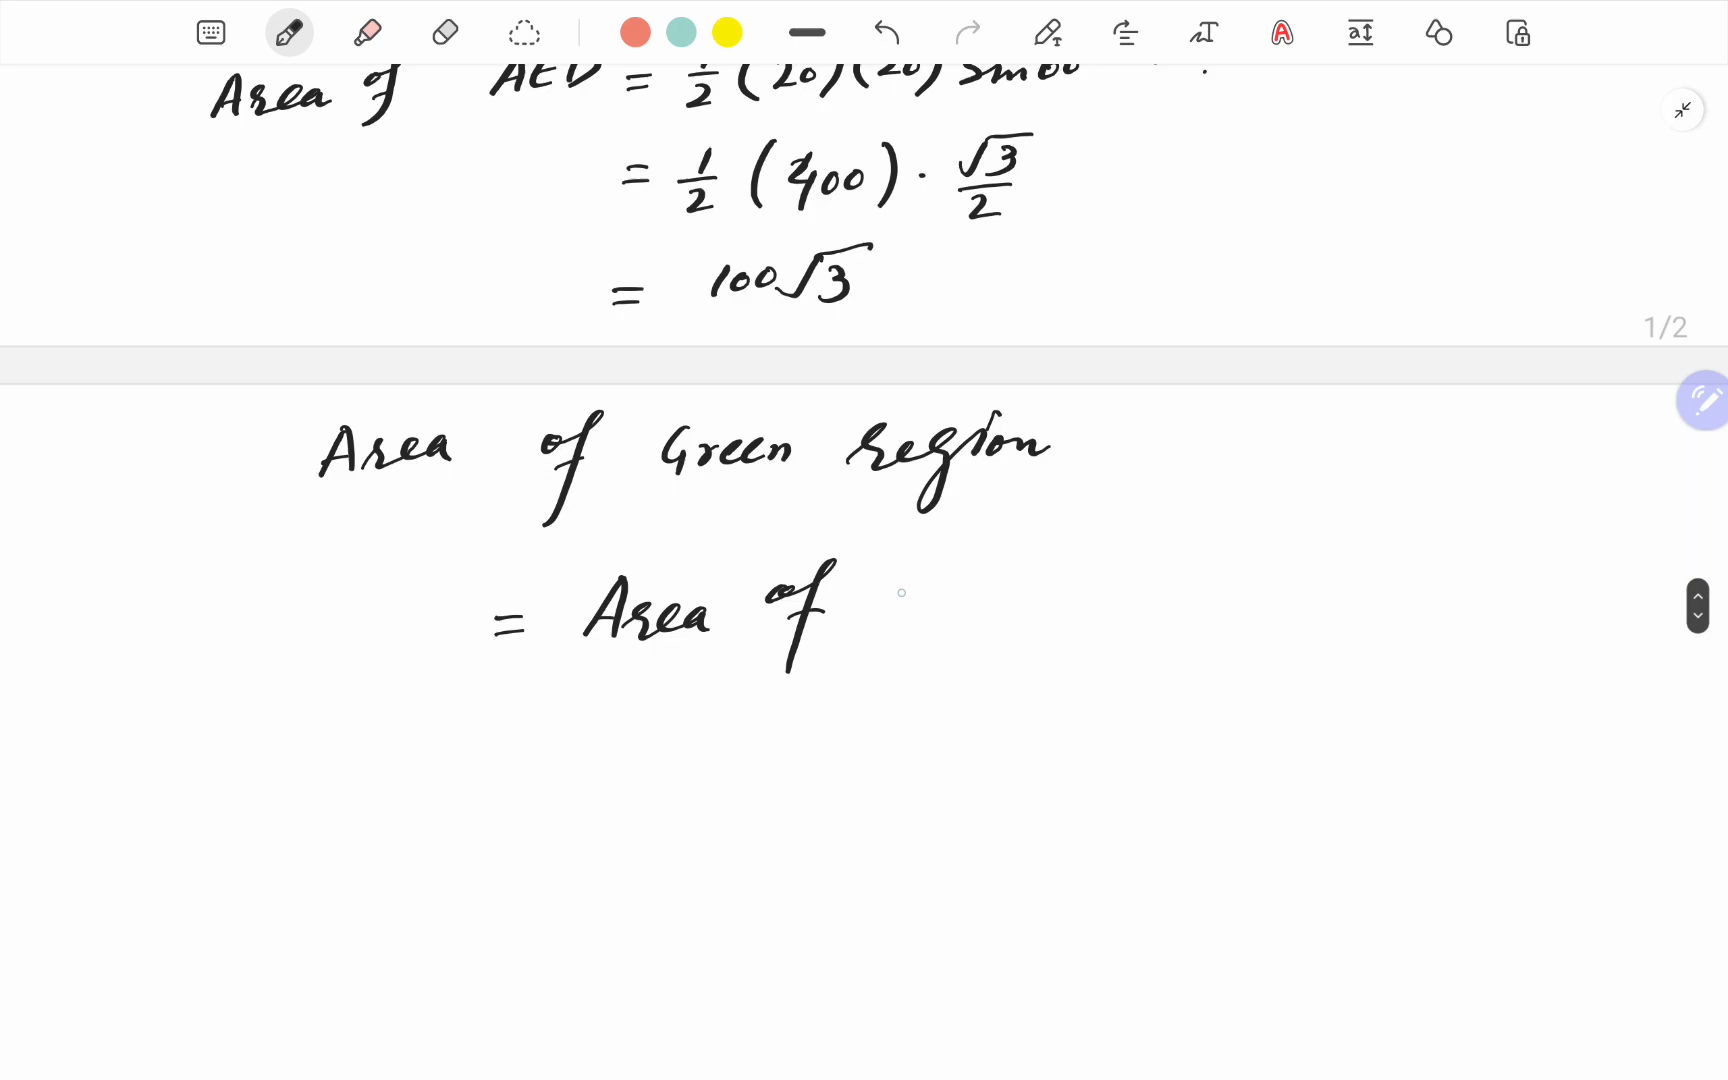 Area of AED = 1/2 (20)(20) Sin60
= 1/2 (400) · √3/2
= 100√3
1/2
Area of Green region
= Area of